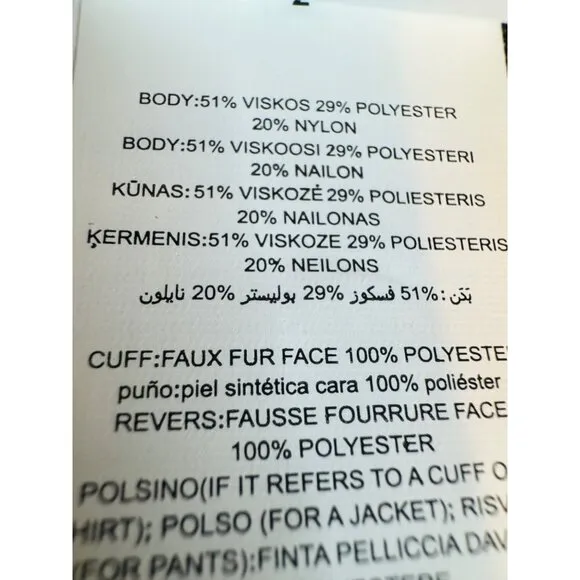 BODY:51% VISKOS 29% POLYESTER
20% NYLON
BODY:51% VISKOOSI 29% POLYESTERI
20% NAILON
KŪNAS:51% VISKOZĖ 29% POLIESTERIS
20% NAILONAS
ĶERMENIS:51% VISKOZE 29% POLIESTERIS
20% NEILONS
بَدَن: 51% فسكوز 29% بوليستر 20% نايلون
CUFF:FAUX FUR FACE 100% POLYESTE
puño:piel sintética cara 100% poliéster
REVERS:FAUSSE FOURRURE FACE
100% POLYESTER
POLSINO(IF IT REFERS TO A CUFF O
HIRT); POLSO (FOR A JACKET); RISV
(FOR PANTS):FINTA PELLICCIA DAV